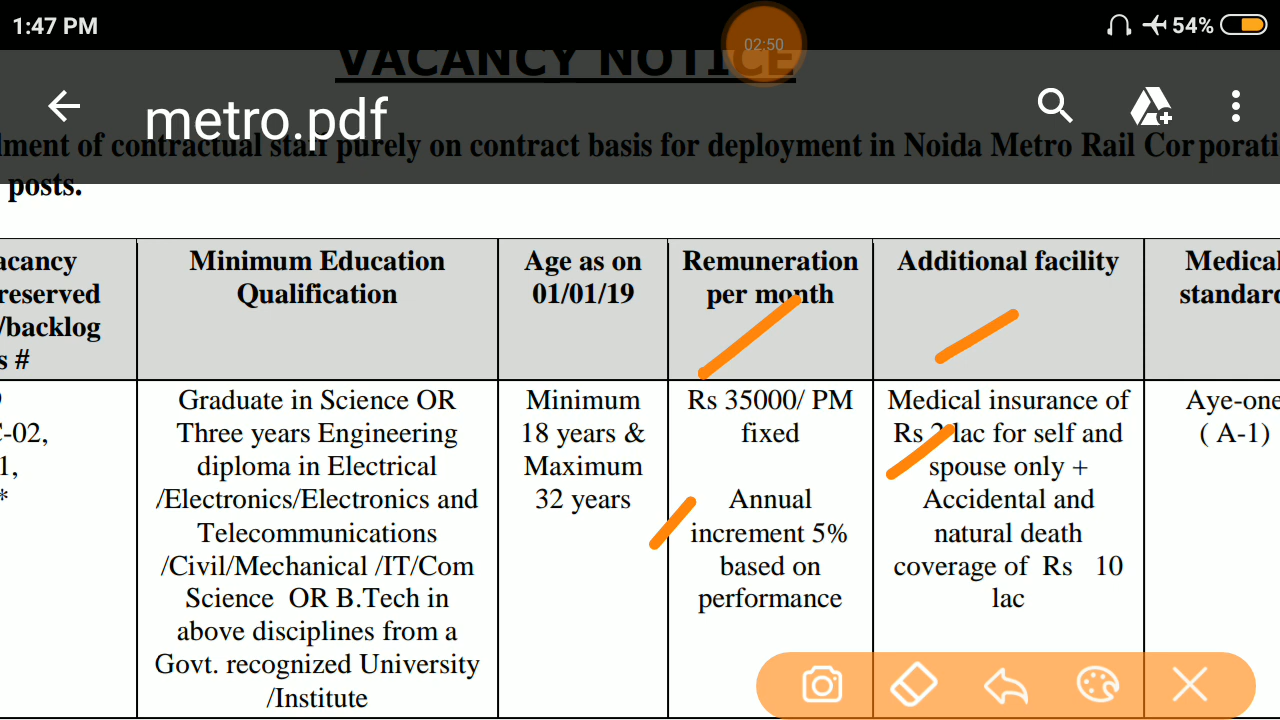 1:47 PM
54%
02:50
VACANCY NOTICE
metro.pdf
lment of contractual staff purely on contract basis for deployment in Noida Metro Rail Corporati
posts.
acancy
reserved
/backlog
s #
Minimum Education
Qualification
Age as on
01/01/19
Remuneration
per month
Additional facility
Medical
standard
C-02,
1,
*
Graduate in Science OR
Three years Engineering
diploma in Electrical
/Electronics/Electronics and
Telecommunications
/Civil/Mechanical /IT/Com
Science OR B.Tech in
above disciplines from a
Govt. recognized University
/Institute
Minimum
18 years &
Maximum
32 years
Rs 35000/ PM
fixed
Annual
increment 5%
based on
performance
Medical insurance of
Rs lac for self and
spouse only +
Accidental and
natural death
coverage of Rs 10
lac
Aye-one
( A-1)